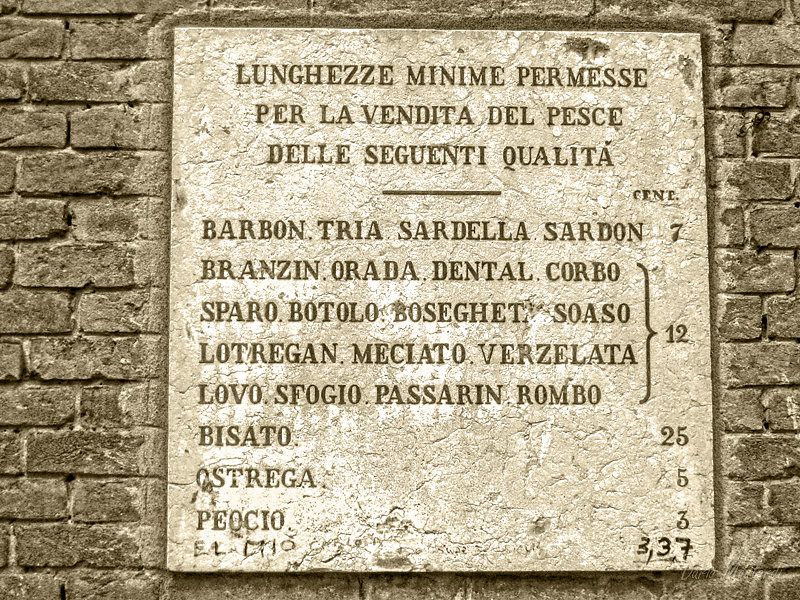 LUNGHEZZE MINIME PERMESSE
PER LA VENDITA DEL PESCE
DELLE SEGUENTI QUALITÁ
CENT.
BARBON. TRIA SARDELLA. SARDON 7
BRANZIN. ORADA. DENTAL. CORBO
SPARO. BOTOLO BOSEGHETA SOASO
LOTREGAN. MECIATO. VERZELATA 12
LOVO. SFOGIO. PASSARIN. ROMBO
BISATO. 25
OSTREGA. 5
PEOCIO. 3
EL MIO 3,37